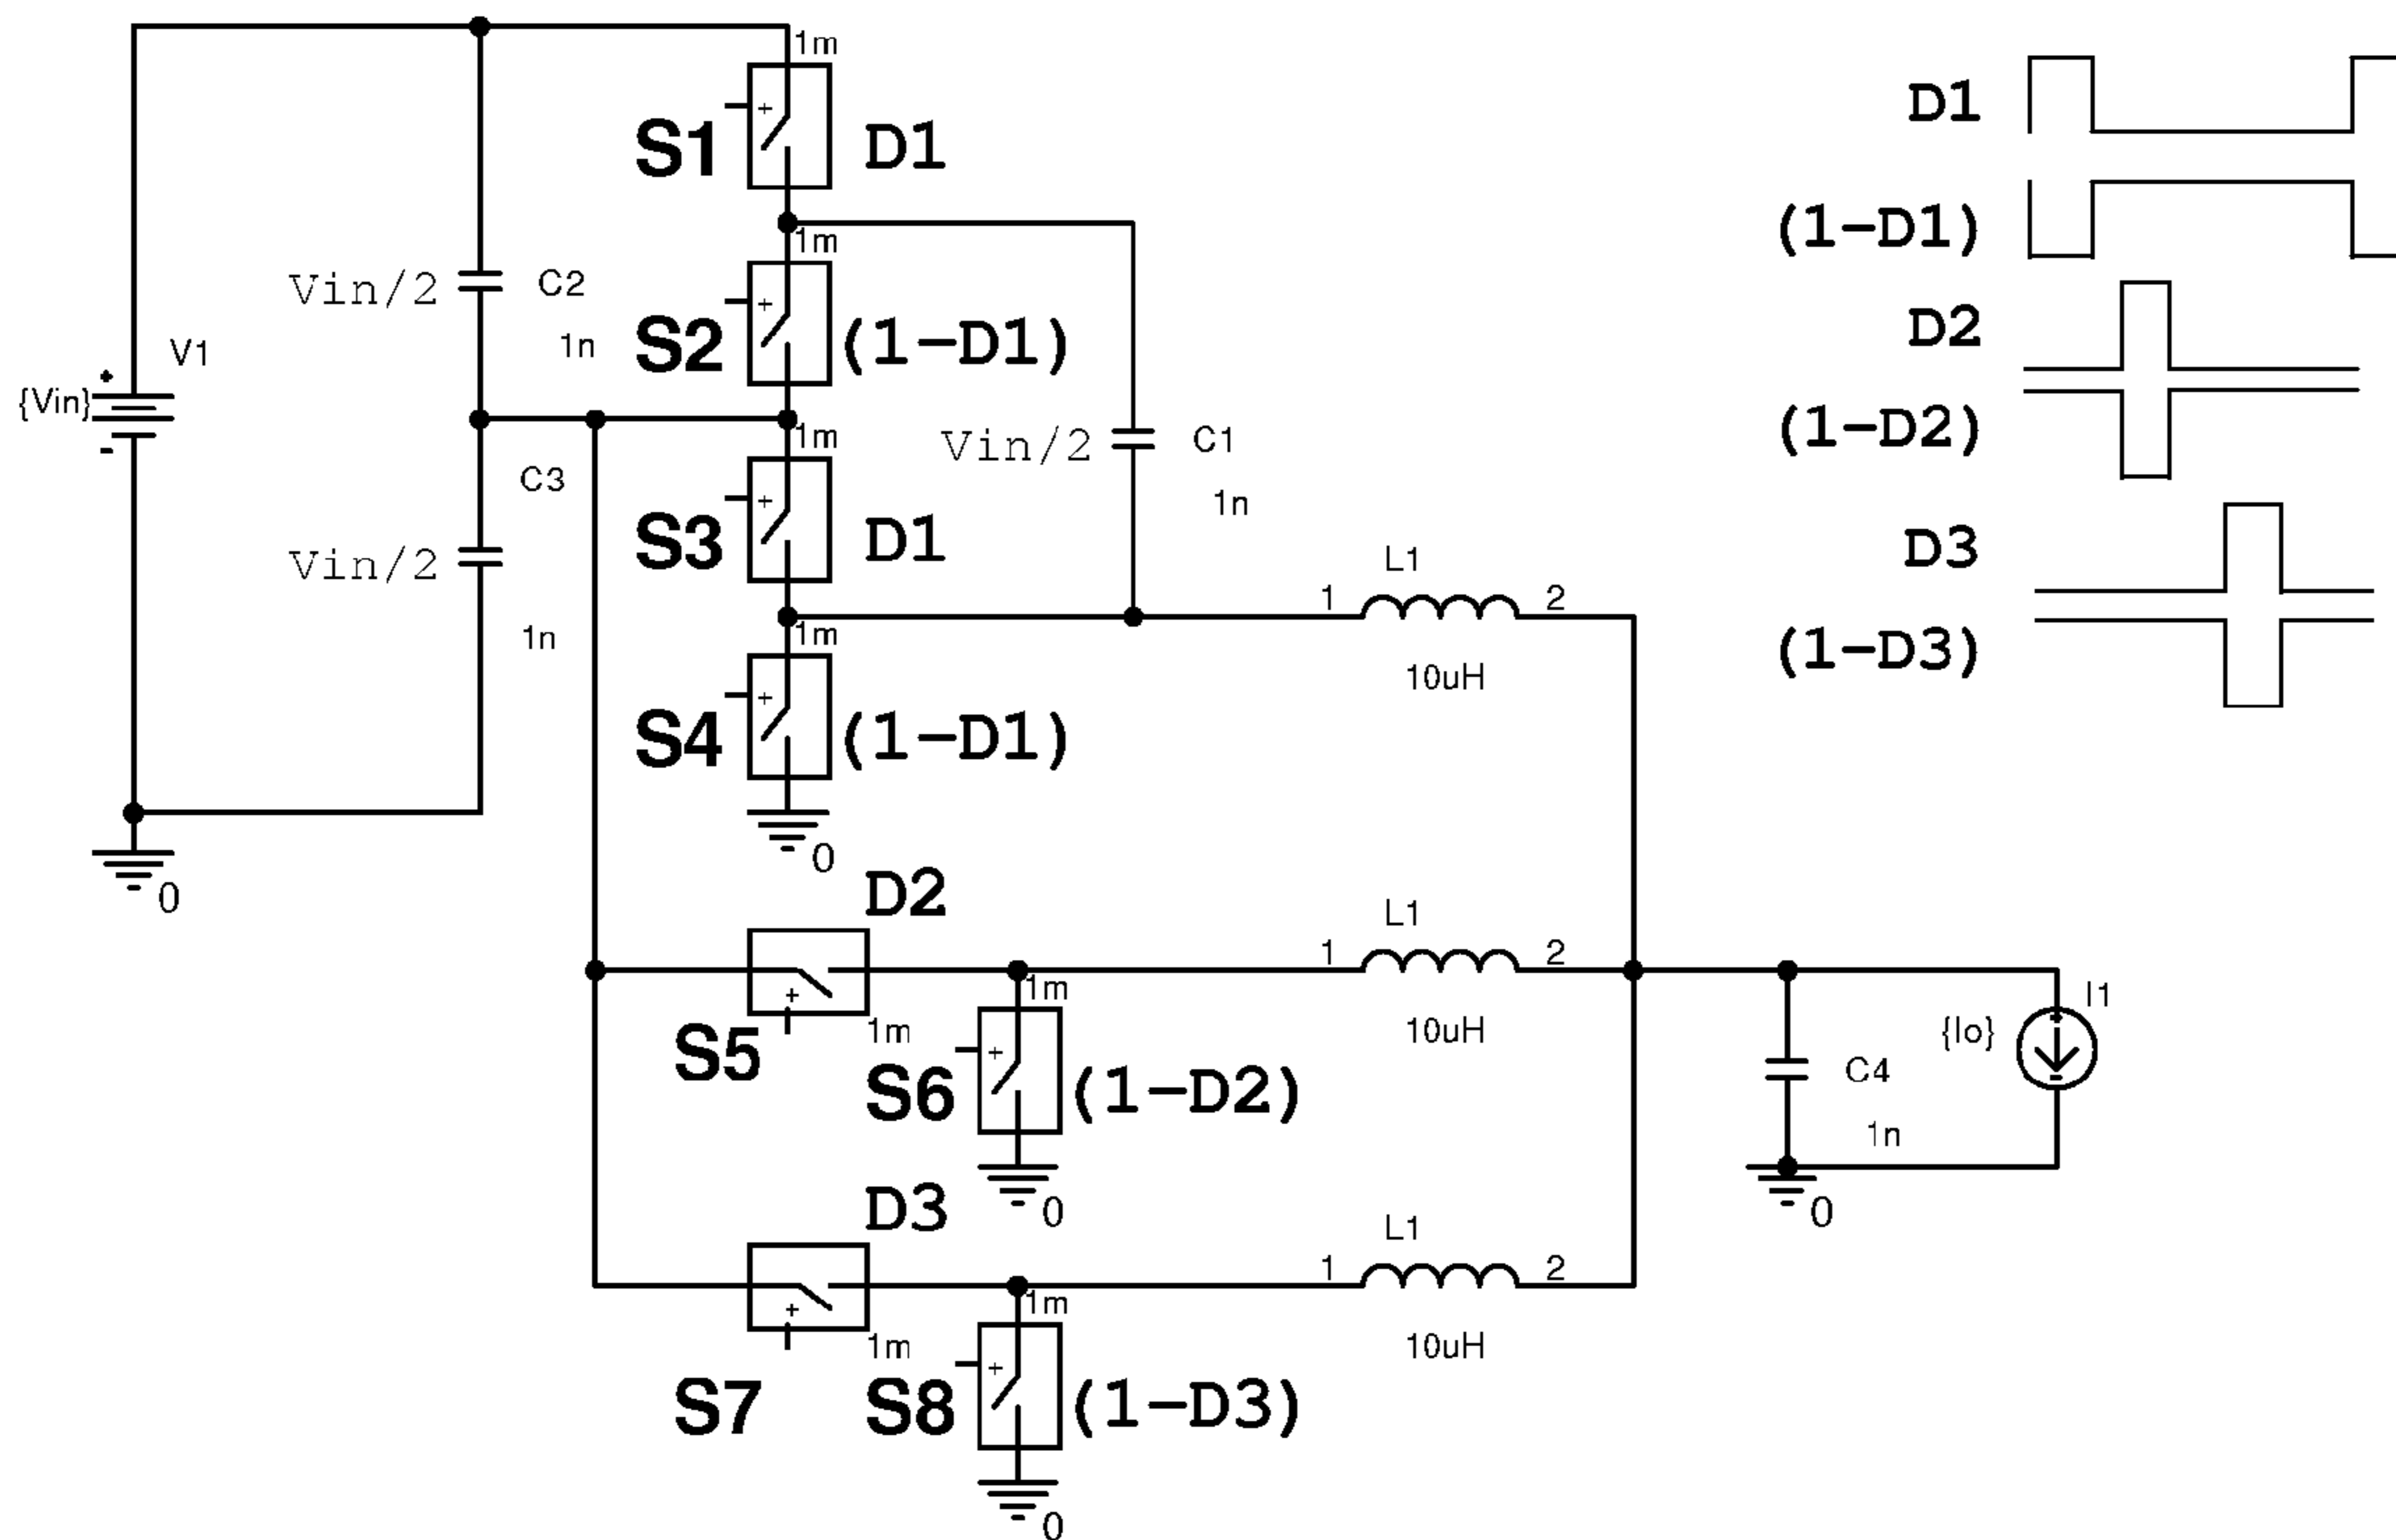 1m
S1 D1
D1
(1-D1)
Vin/2 C2
1n
1m
S2 (1-D1)
D2
(1-D2)
V1
+
{Vin}
-
C3
Vin/2
1n
1m
S3 D1
Vin/2 C1
1n
D3
(1-D3)
1m
S4 (1-D1)
0
0
L1
1 2
10uH
D2
S5
1m
1m
S6 (1-D2)
0
L1
1 2
10uH
I1
{Io}
C4
1n
0
D3
S7
1m
1m
S8 (1-D3)
0
L1
1 2
10uH